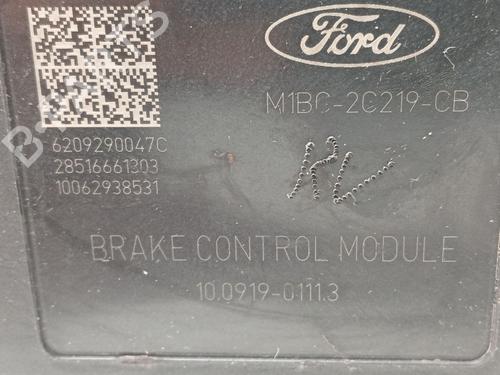 Ford
M1BC-2C219-CB
6209290047C
28516661303
10062938531
BRAKE CONTROL MODULE
10.0919-0111.3